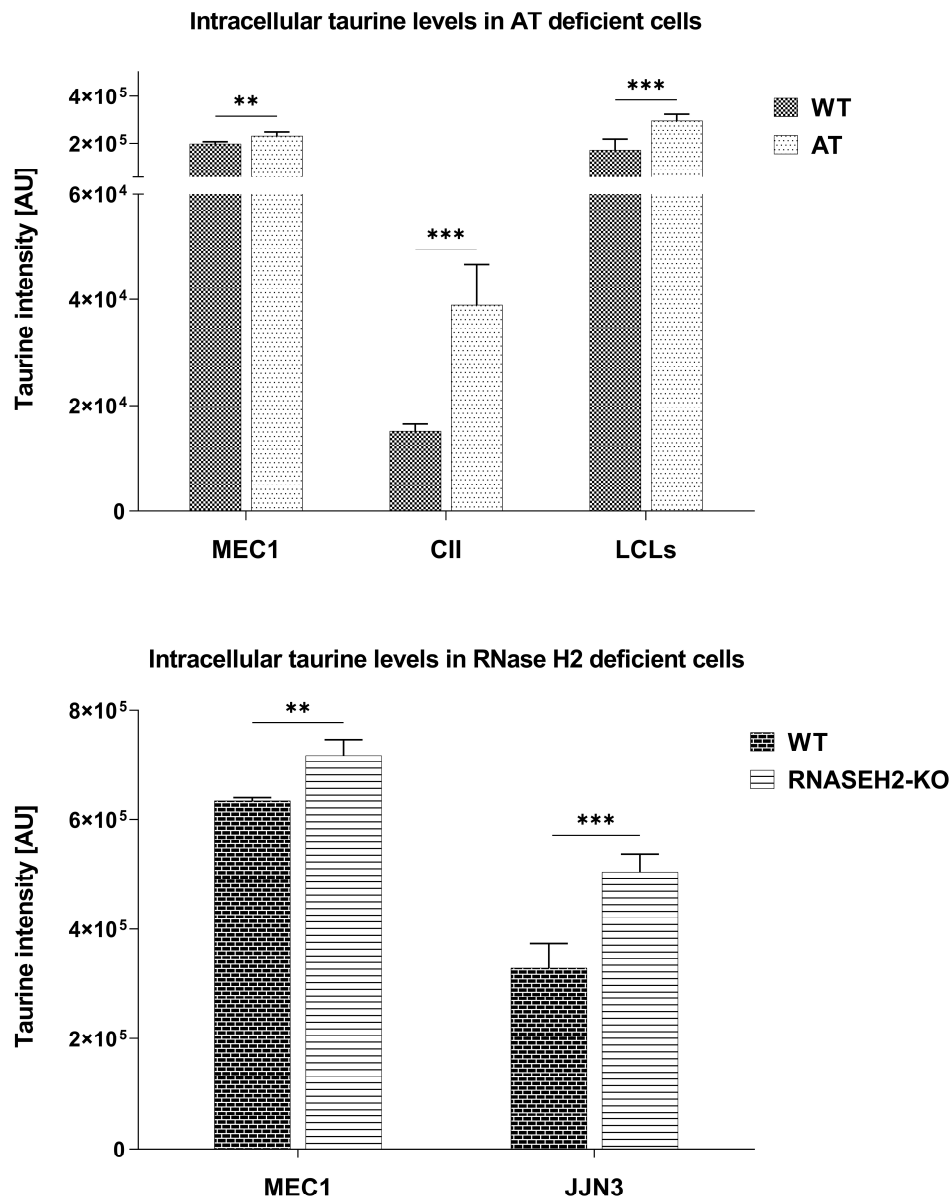 Intracellular taurine levels in AT deficient cells
Taurine intensity [AU]
4×10⁵
2×10⁵
6×10⁴
4×10⁴
2×10⁴
0
**
***
***
MEC1 CII LCLs
WT
AT
Intracellular taurine levels in RNase H2 deficient cells
Taurine intensity [AU]
8×10⁵
6×10⁵
4×10⁵
2×10⁵
0
**
***
MEC1 JJN3
WT
RNASEH2-KO